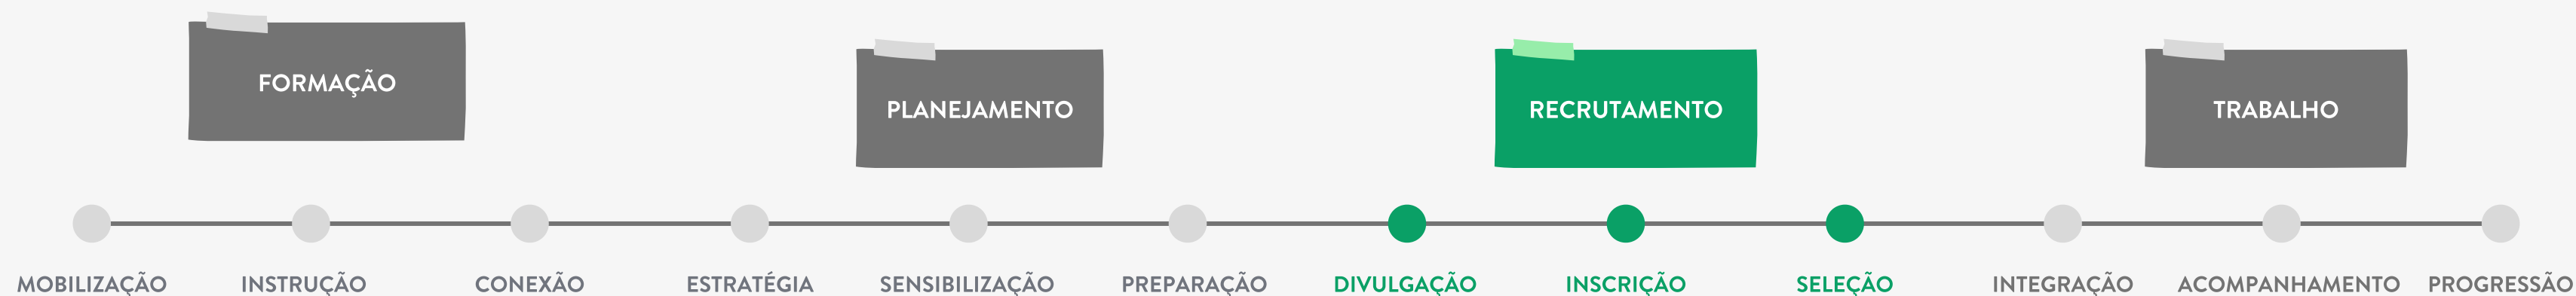 FORMAÇÃO
PLANEJAMENTO
RECRUTAMENTO
TRABALHO
MOBILIZAÇÃO
INSTRUÇÃO
CONEXÃO
ESTRATÉGIA
SENSIBILIZAÇÃO
PREPARAÇÃO
DIVULGAÇÃO
INSCRIÇÃO
SELEÇÃO
INTEGRAÇÃO
ACOMPANHAMENTO
PROGRESSÃO